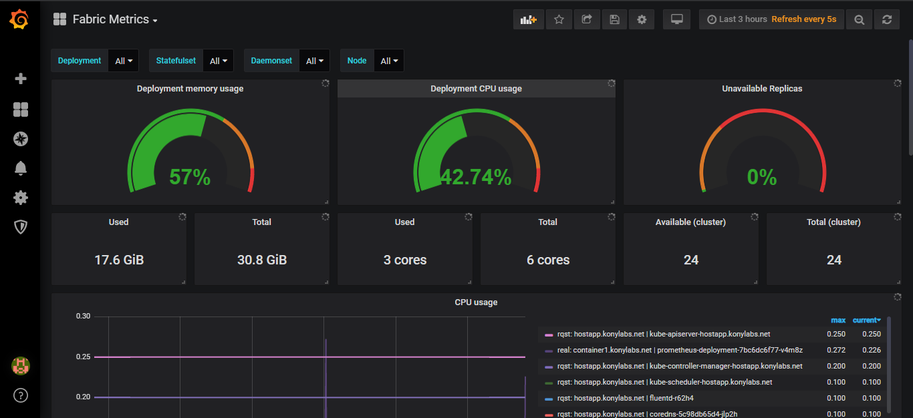 Fabric Metrics
Last 3 hours Refresh every 5s
Deployment All Statefulset All Daemonset All Node All
Deployment memory usage
57%
Deployment CPU usage
42.74%
Unavailable Replicas
0%
Used
17.6 GiB
Total
30.8 GiB
Used
3 cores
Total
6 cores
Available (cluster)
24
Total (cluster)
24
CPU usage
0.30
0.25
0.20
max current
rqst: hostapp.konylabs.net | kube-apiserver-hostapp.konylabs.net 0.250 0.250
real: container1.konylabs.net | prometheus-deployment-7bc6dc6f77-v4m8z 0.272 0.226
rqst: hostapp.konylabs.net | kube-controller-manager-hostapp.konylabs.net 0.200 0.200
rqst: hostapp.konylabs.net | kube-scheduler-hostapp.konylabs.net 0.100 0.100
rqst: hostapp.konylabs.net | fluentd-r62h4 0.100 0.100
rqst: hostapp.konylabs.net | coredns-5c98db65d4-jlp2h 0.100 0.100